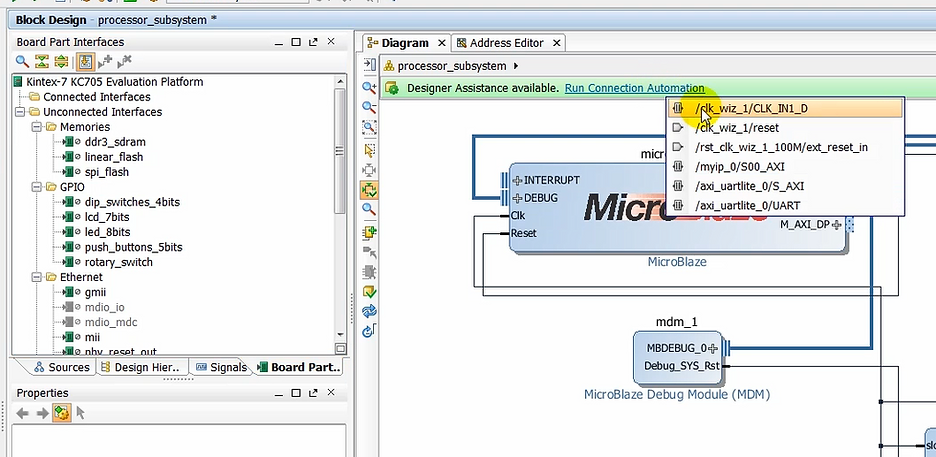 Block Design - processor_subsystem *
Board Part Interfaces
Kintex-7 KC705 Evaluation Platform
Connected Interfaces
Unconnected Interfaces
Memories
ddr3_sdram
linear_flash
spi_flash
GPIO
dip_switches_4bits
lcd_7bits
led_8bits
push_buttons_5bits
rotary_switch
Ethernet
gmii
mdio_io
mdio_mdc
mii
phy_reset_out
Sources
Design Hier...
Signals
Board Part...
Properties
Diagram
Address Editor
processor_subsystem
Designer Assistance available. Run Connection Automation
/clk_wiz_1/CLK_IN1_D
/clk_wiz_1/reset
/rst_clk_wiz_1_100M/ext_reset_in
/myip_0/S00_AXI
/axi_uartlite_0/S_AXI
/axi_uartlite_0/UART
INTERRUPT
DEBUG
Clk
Reset
M_AXI_DP
MicroBlaze
mdm_1
MBDEBUG_0
Debug_SYS_Rst
MicroBlaze Debug Module (MDM)